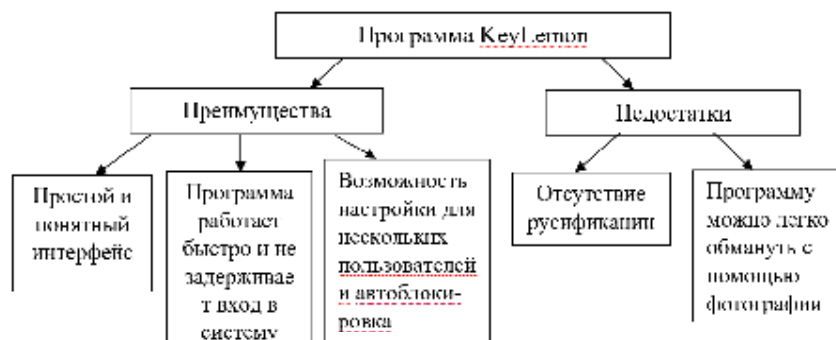 Программа KeyLemon
Преимущества
Недостатки
Простой и
понятный
интерфейс
Программа
работает
быстро и не
задерживае
т вход в
систему
Возможность
настройки для
нескольких
пользователей
и автоблоки-
ровка
Отсутствие
русификации
Программу
можно легко
обмануть с
помощью
фотографии